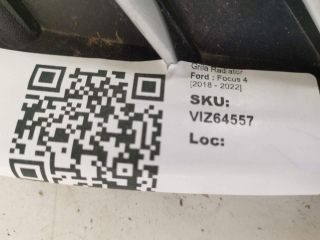 Grila Radiator
Ford : Focus 4
[2018 - 2022]
SKU:
VIZ64557
Loc: